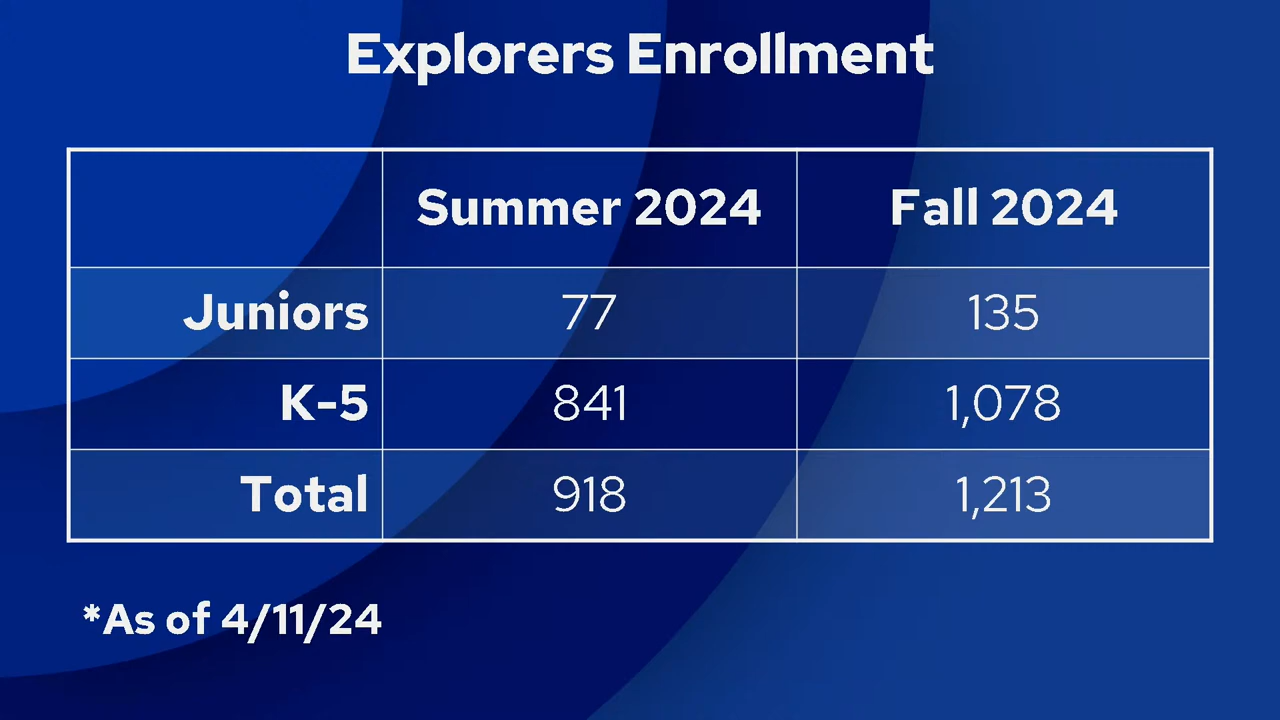 Explorers Enrollment
Summer 2024 Fall 2024
Juniors 77 135
K-5 841 1,078
Total 918 1,213
*As of 4/11/24